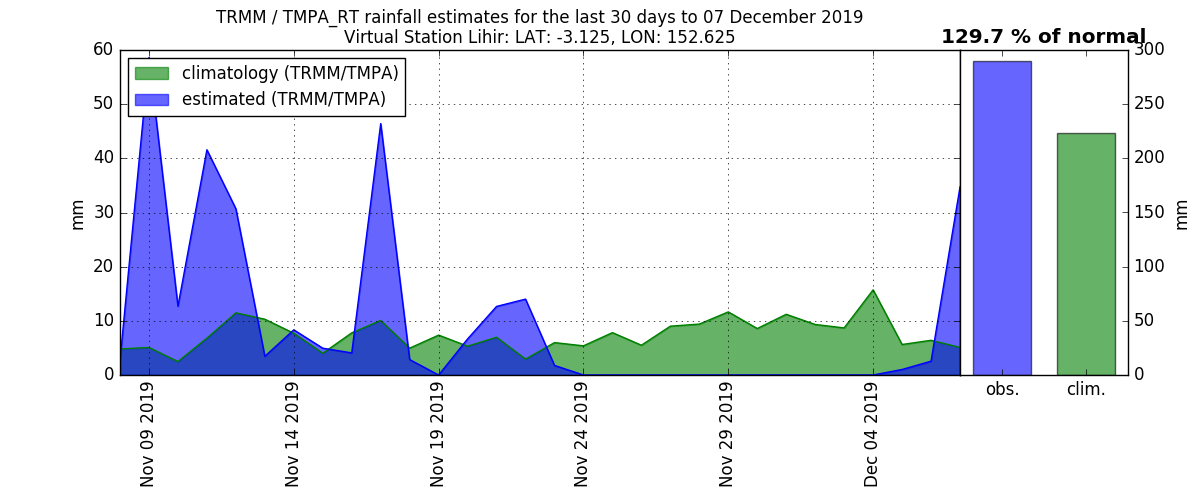 TRMM / TMPA_RT rainfall estimates for the last 30 days to 07 December 2019
Virtual Station Lihir: LAT: -3.125, LON: 152.625
129.7 % of normal
climatology (TRMM/TMPA)
estimated (TRMM/TMPA)
60
50
40
30
20
10
0
mm
Nov 09 2019
Nov 14 2019
Nov 19 2019
Nov 24 2019
Nov 29 2019
Dec 04 2019
obs.
clim.
300
250
200
150
100
50
0
mm